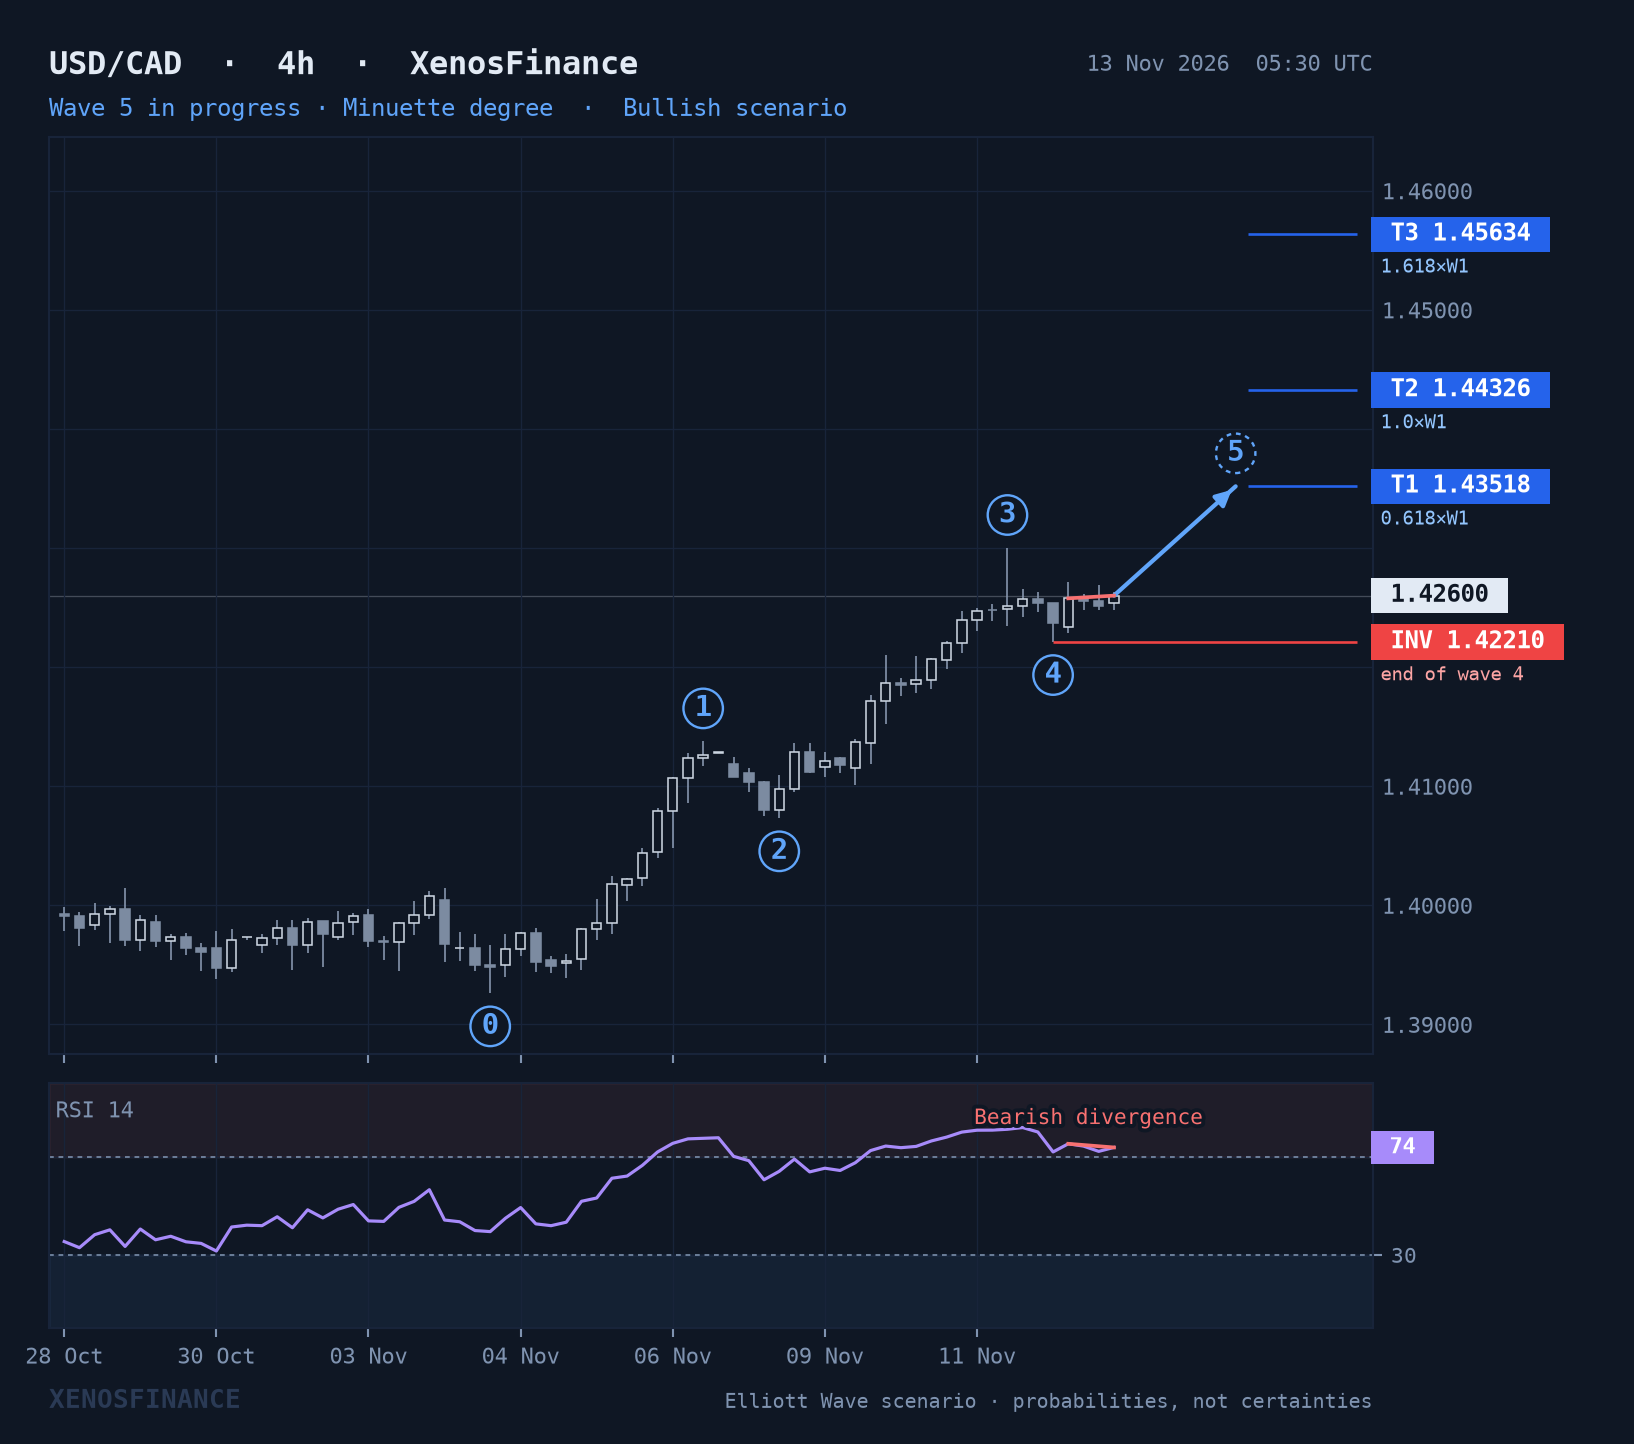 USD/CAD · 4h · XenosFinance
13 Nov 2026 05:30 UTC
Wave 5 in progress · Minuette degree · Bullish scenario
1.46000
T3 1.45634
1.618×W1
1.45000
T2 1.44326
1.0×W1
5
T1 1.43518
0.618×W1
3
1.42600
INV 1.42210
end of wave 4
4
1
1.41000
2
1.40000
0
1.39000
RSI 14
Bearish divergence
74
30
28 Oct 30 Oct 03 Nov 04 Nov 06 Nov 09 Nov 11 Nov
XENOSFINANCE
Elliott Wave scenario · probabilities, not certainties